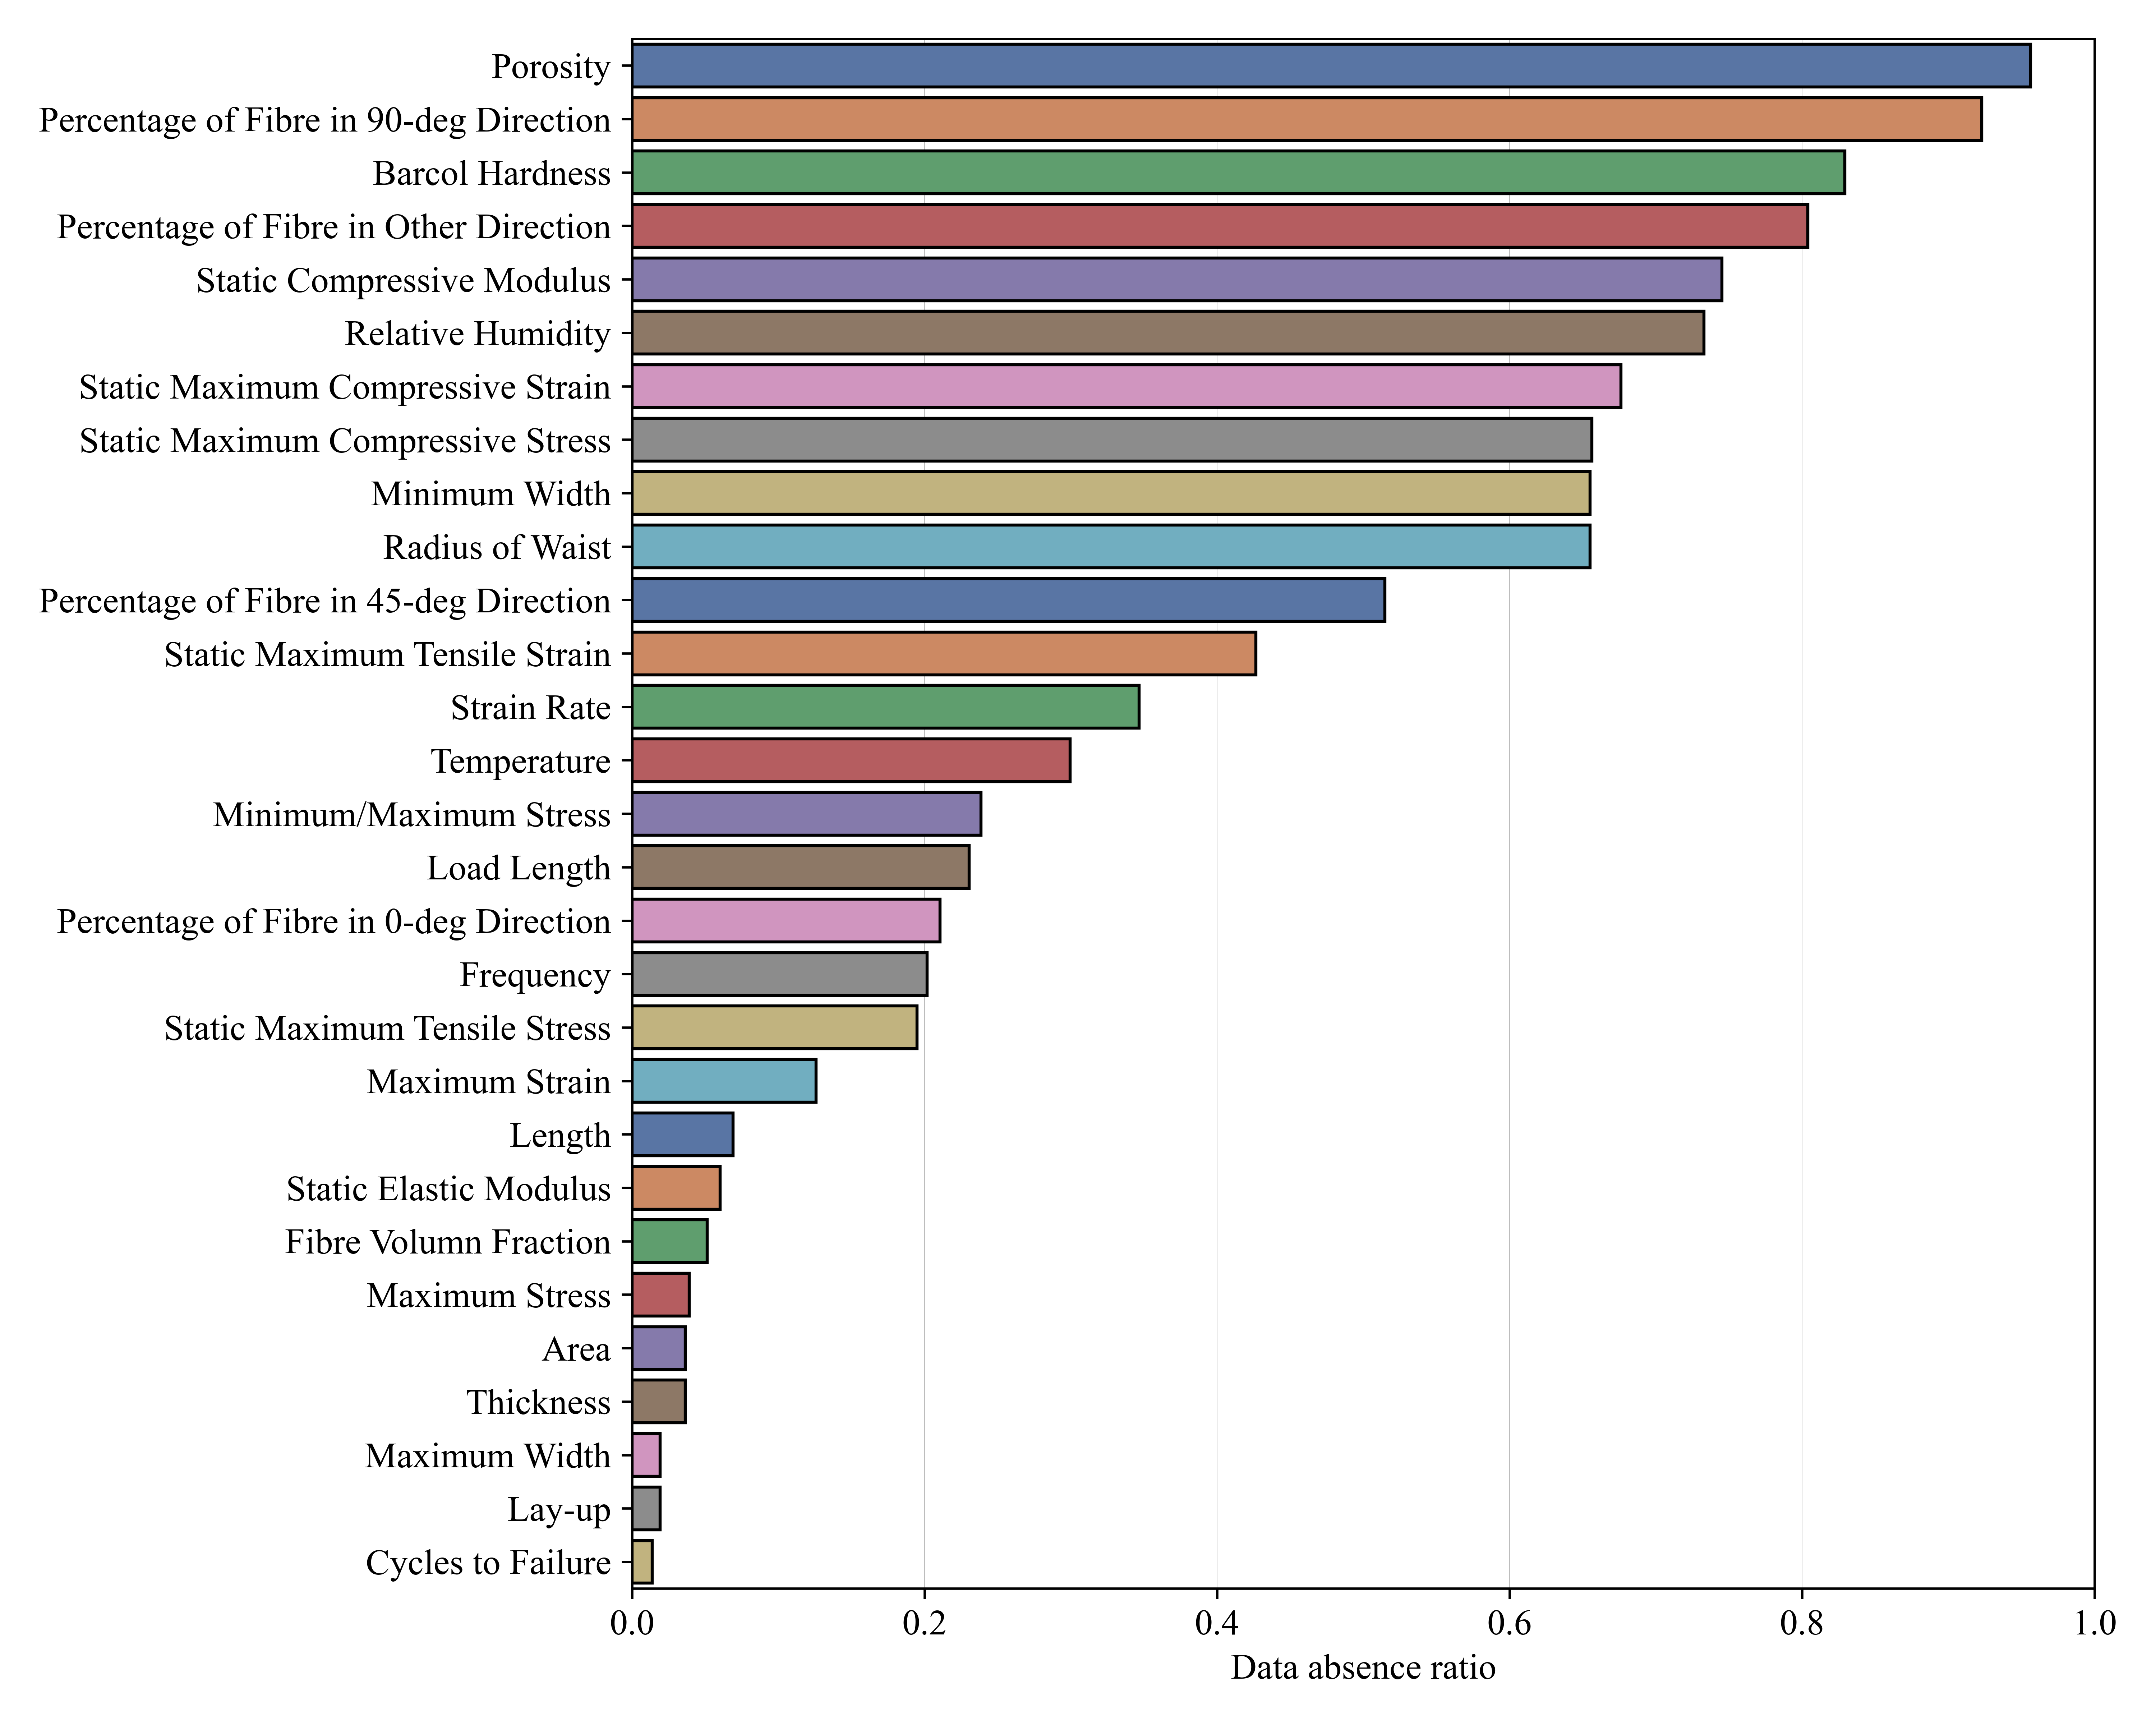 Porosity
Percentage of Fibre in 90-deg Direction
Barcol Hardness
Percentage of Fibre in Other Direction
Static Compressive Modulus
Relative Humidity
Static Maximum Compressive Strain
Static Maximum Compressive Stress
Minimum Width
Radius of Waist
Percentage of Fibre in 45-deg Direction
Static Maximum Tensile Strain
Strain Rate
Temperature
Minimum/Maximum Stress
Load Length
Percentage of Fibre in 0-deg Direction
Frequency
Static Maximum Tensile Stress
Maximum Strain
Length
Static Elastic Modulus
Fibre Volumn Fraction
Maximum Stress
Area
Thickness
Maximum Width
Lay-up
Cycles to Failure
0.0 0.2 0.4 0.6 0.8 1.0
Data absence ratio